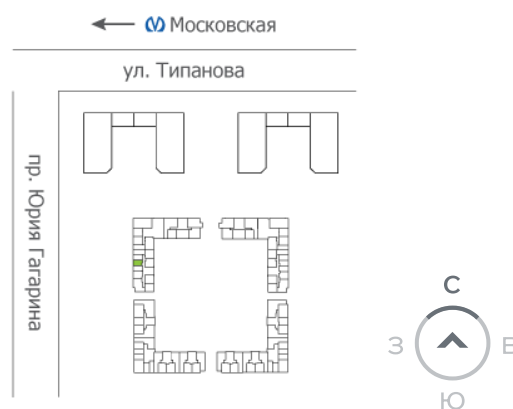 Московская
ул. Типанова
пр. Юрия Гагарина
С
З
В
Ю